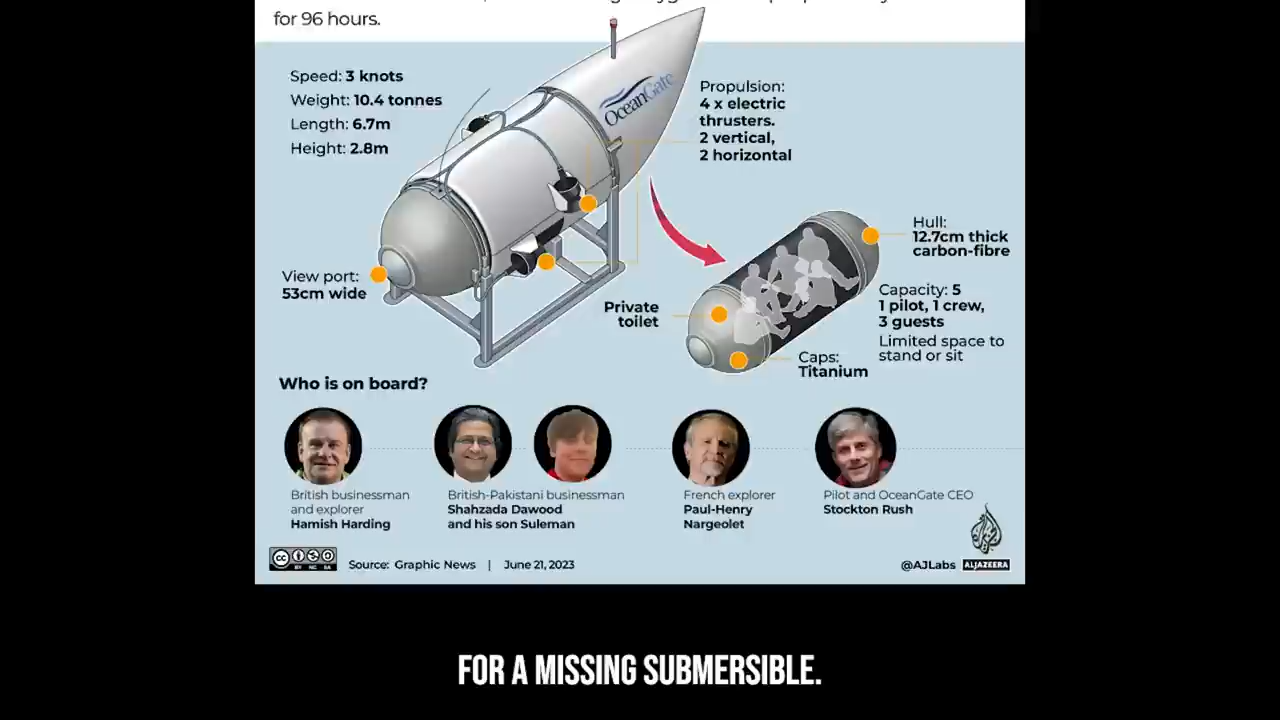 for 96 hours.
Speed: 3 knots
Weight: 10.4 tonnes
Length: 6.7m
Height: 2.8m
OceanGate
Propulsion:
4 x electric
thrusters.
2 vertical,
2 horizontal
View port:
53cm wide
Hull:
12.7cm thick
carbon-fibre
Capacity: 5
1 pilot, 1 crew,
3 guests
Limited space to
stand or sit
Private
toilet
Caps:
Titanium
Who is on board?
British businessman
and explorer
Hamish Harding
British-Pakistani businessman
Shahzada Dawood
and his son Suleman
French explorer
Paul-Henry
Nargeolet
Pilot and OceanGate CEO
Stockton Rush
CC BY NC SA
Source: Graphic News | June 21, 2023
@AJLabs ALJAZEERA
FOR A MISSING SUBMERSIBLE.